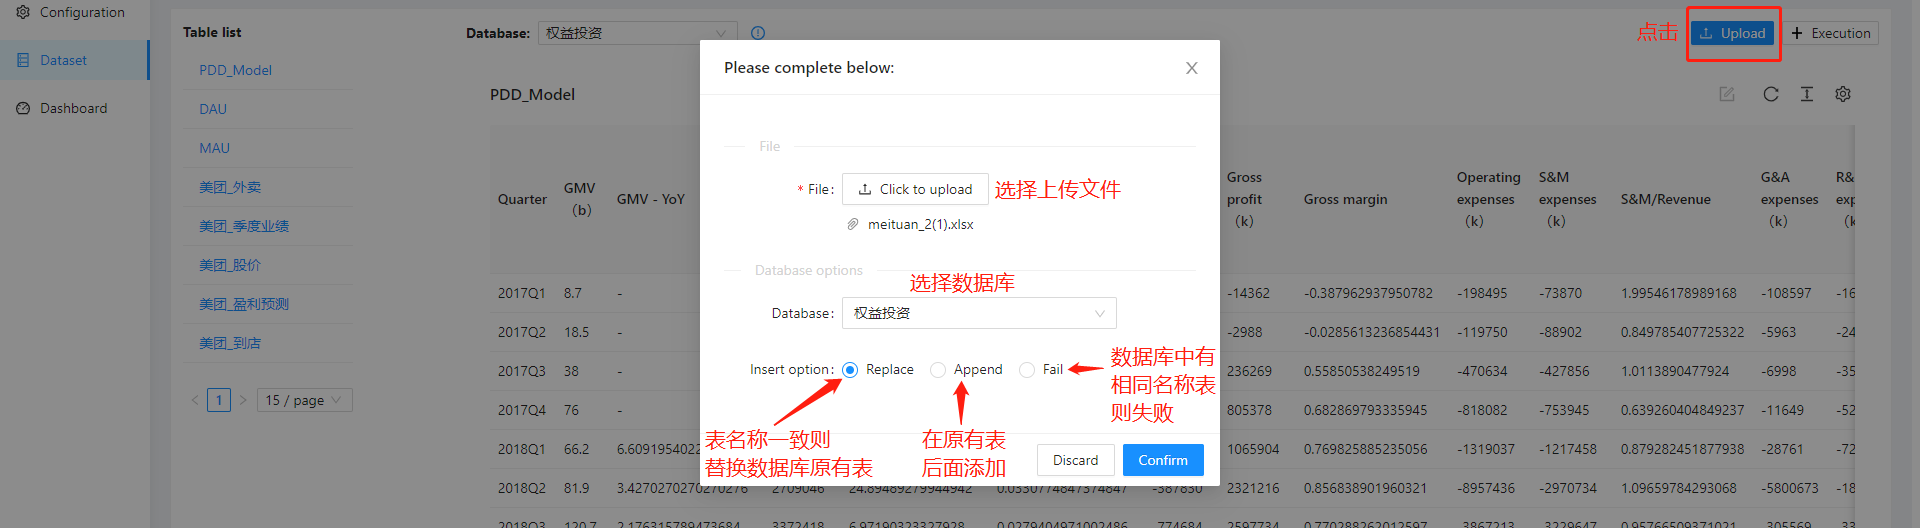 Configuration
Dataset
Dashboard
Table list
PDD_Model
DAU
MAU
美团_外卖
美团_季度业绩
美团_股价
美团_盈利预测
美团_到店
1
15 / page
Database:
权益投资
点击
Upload
Execution
PDD_Model
Please complete below:
File
* File:
Click to upload
选择上传文件
meituan_2(1).xlsx
Database options
选择数据库
Database:
权益投资
Insert option:
Replace
Append
Fail
数据库中有
相同名称表
则失败
表名称一致则
替换数据库原有表
在原有表
后面添加
Discard
Confirm
Quarter GMV (b) GMV - YoY Gross profit (k) Gross margin Operating expenses (k) S&M expenses (k) S&M/Revenue G&A expenses (k) R&
2017Q1 8.7 - -14362 -0.387962937950782 -198495 -73870 1.99546178989168 -108597 -16
2017Q2 18.5 - -2988 -0.0285613236854431 -119750 -88902 0.849785407725322 -5963 -24
2017Q3 38 - 236269 0.55850538249519 -470634 -427856 1.0113890477924 -6998 -35
2017Q4 76 - 805378 0.682869793335945 -818082 -753945 0.639260404849237 -11649 -52
2018Q1 66.2 6.6091954022 1065904 0.769825885235056 -1319037 -1217458 0.879282451877938 -28761 -72
2018Q2 81.9 3.4270270270270276 2709046 24.89489279944942 0.0330774847374847 -387830 2321216 0.856838901960321 -8957436 -2970734 1.09659784293068 -5800673 -18
2018Q3 120.7 2.176315789473684 3372418 6.97190323327928 0.0279404691002486 -774684 2597734 0.770288262012597 -3867213 -3229647 0.95766509371021 -305569